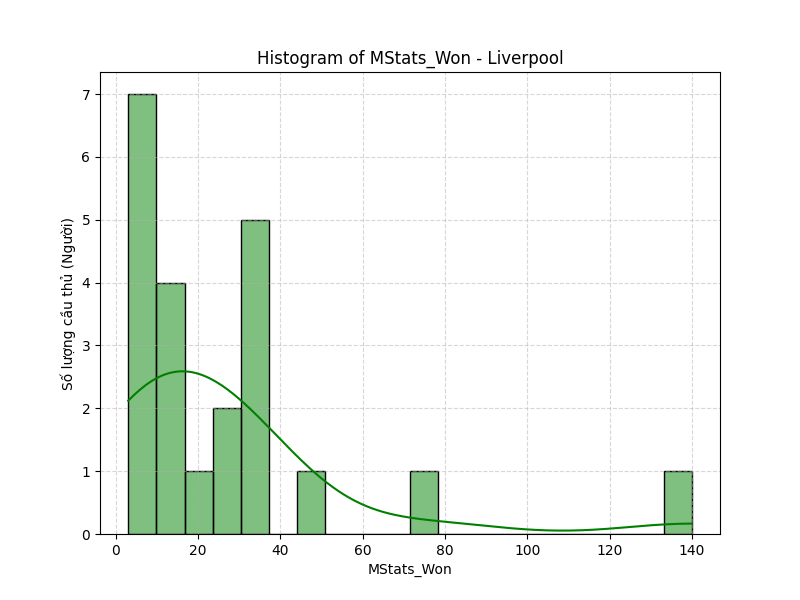 Histogram of MStats_Won - Liverpool
Số lượng cầu thủ (Người)
7
6
5
4
3
2
1
0
0 20 40 60 80 100 120 140
MStats_Won